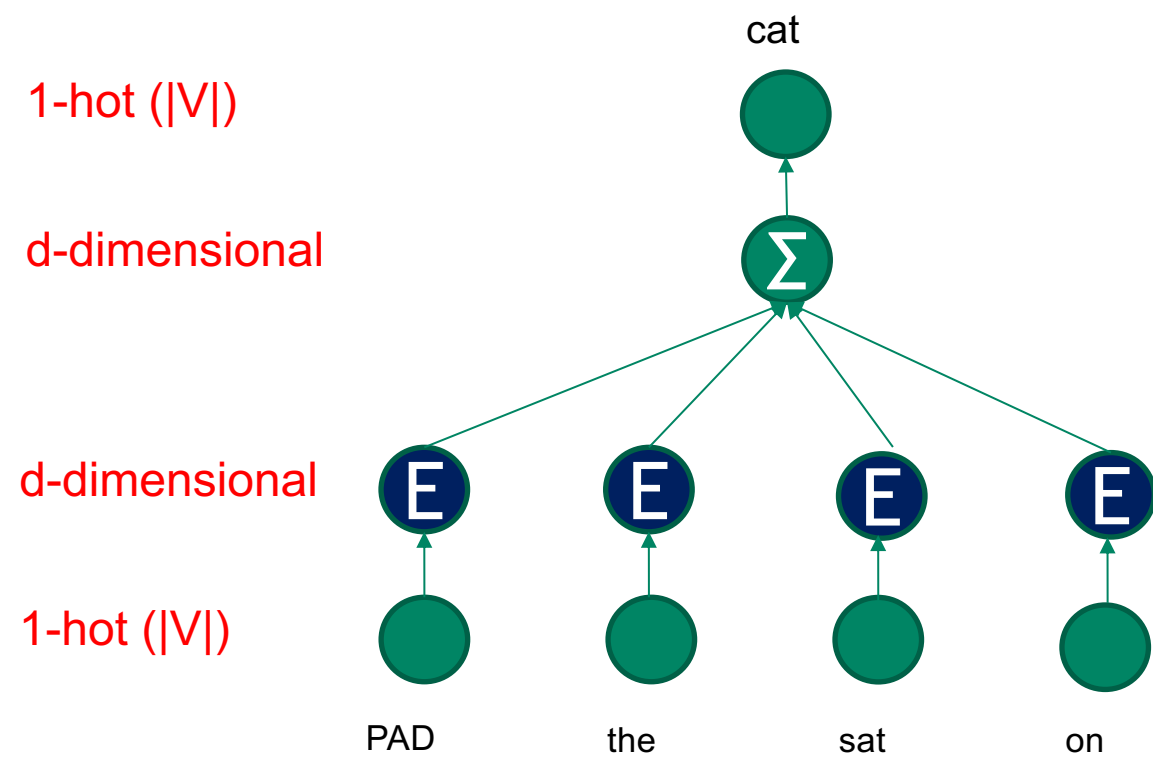 cat
1-hot (|V|)
d-dimensional
Σ
d-dimensional
E E E E
1-hot (|V|)
PAD the sat on